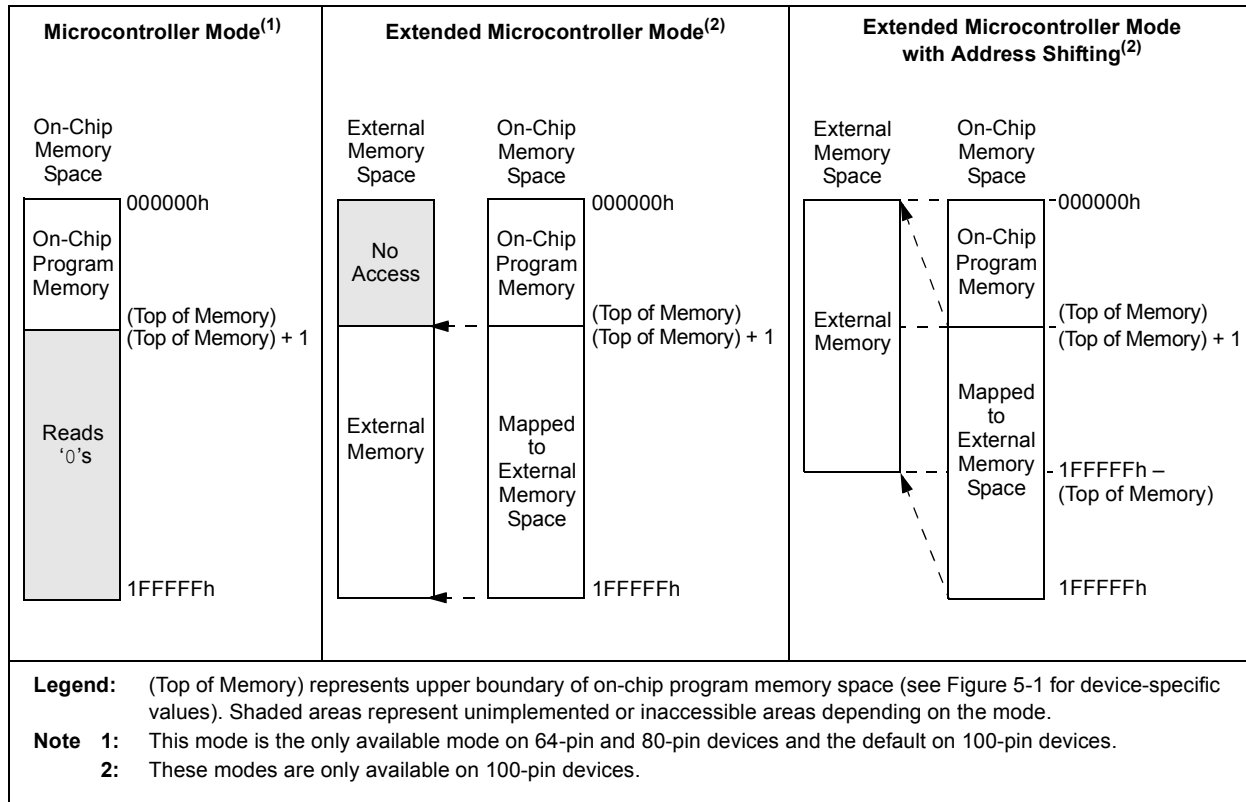 Microcontroller Mode(1)
On-Chip
Memory
Space
000000h
On-Chip
Program
Memory
(Top of Memory)
(Top of Memory) + 1
Reads
‘0’s
1FFFFFh
Extended Microcontroller Mode(2)
External
Memory
Space
On-Chip
Memory
Space
000000h
No
Access
On-Chip
Program
Memory
(Top of Memory)
(Top of Memory) + 1
External
Memory
Mapped
to
External
Memory
Space
1FFFFFh
Extended Microcontroller Mode
with Address Shifting(2)
External
Memory
Space
On-Chip
Memory
Space
000000h
On-Chip
Program
Memory
External
Memory
(Top of Memory)
(Top of Memory) + 1
Mapped
to
External
Memory
Space
1FFFFFh –
(Top of Memory)
1FFFFFh
Legend: (Top of Memory) represents upper boundary of on-chip program memory space (see Figure 5-1 for device-specific
values). Shaded areas represent unimplemented or inaccessible areas depending on the mode.
Note 1: This mode is the only available mode on 64-pin and 80-pin devices and the default on 100-pin devices.
2: These modes are only available on 100-pin devices.